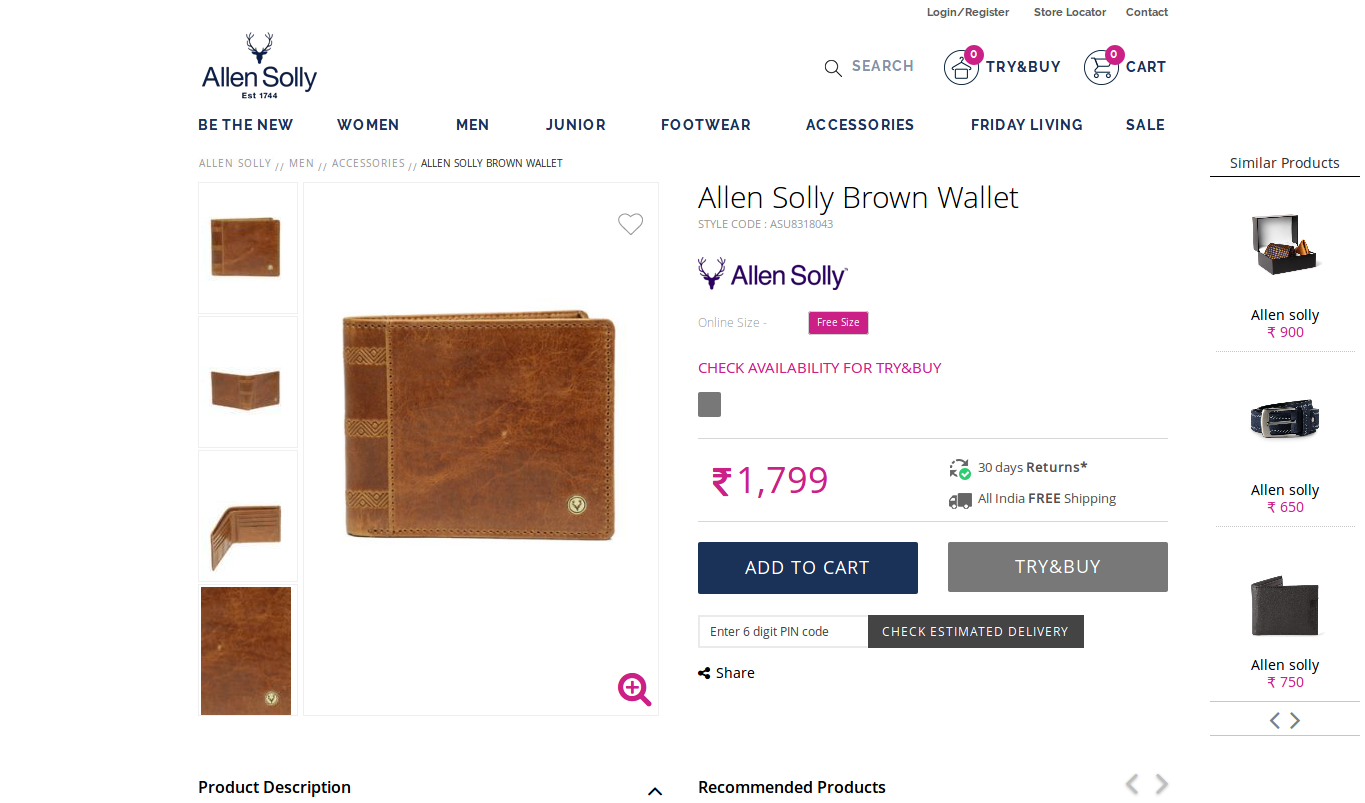 Login/Register Store Locator Contact
Allen Solly
Est 1744
SEARCH 0 TRY&BUY 0 CART
BE THE NEW WOMEN MEN JUNIOR FOOTWEAR ACCESSORIES FRIDAY LIVING SALE
ALLEN SOLLY // MEN // ACCESSORIES // ALLEN SOLLY BROWN WALLET
Allen Solly Brown Wallet
STYLE CODE : ASU8318043
Allen Solly™
Online Size - Free Size
CHECK AVAILABILITY FOR TRY&BUY
₹ 1,799
30 days Returns*
All India FREE Shipping
ADD TO CART TRY&BUY
Enter 6 digit PIN code CHECK ESTIMATED DELIVERY
Share
Similar Products
Allen solly
₹ 900
Allen solly
₹ 650
Allen solly
₹ 750
Product Description
Recommended Products